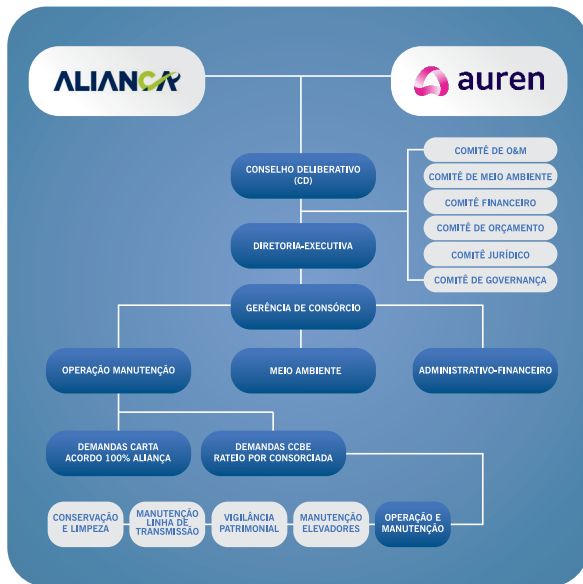 ALIANÇA
auren
CONSELHO DELIBERATIVO
(CD)
COMITÊ DE O&M
COMITÊ DE MEIO AMBIENTE
COMITÊ FINANCEIRO
COMITÊ DE ORÇAMENTO
COMITÊ JURÍDICO
COMITÊ DE GOVERNANÇA
DIRETORIA-EXECUTIVA
GERÊNCIA DE CONSÓRCIO
OPERAÇÃO MANUTENÇÃO
MEIO AMBIENTE
ADMINISTRATIVO-FINANCEIRO
DEMANDAS CARTA
ACORDO 100% ALIANÇA
DEMANDAS CCBE
RATEIO POR CONSORCIADA
CONSERVAÇÃO
E LIMPEZA
MANUTENÇÃO
LINHA DE
TRANSMISSÃO
VIGILÂNCIA
PATRIMONIAL
MANUTENÇÃO
ELEVADORES
OPERAÇÃO E
MANUTENÇÃO